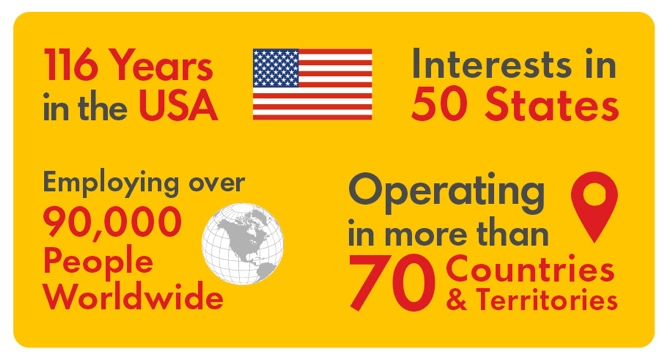 116 Years
in the USA
Interests in
50 States
Employing over
90,000
People
Worldwide
Operating
in more than
70 Countries
& Territories